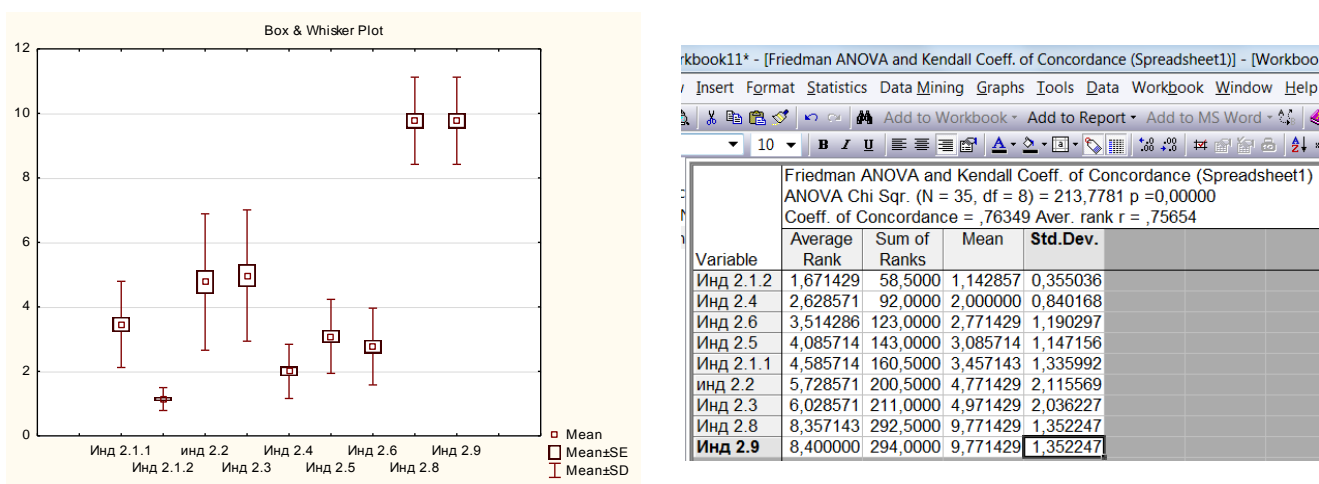 Box & Whisker Plot
12
10
8
6
4
2
0
Инд 2.1.1 инд 2.2 Инд 2.4 Инд 2.6 Инд 2.9
Инд 2.1.2 Инд 2.3 Инд 2.5 Инд 2.8
Mean
Mean±SE
Mean±SD
rkbook11* - [Friedman ANOVA and Kendall Coeff. of Concordance (Spreadsheet1)] - [Workboo
Insert Format Statistics Data Mining Graphs Tools Data Workbook Window Help
Add to Workbook Add to Report Add to MS Word
10 B I U A
Friedman ANOVA and Kendall Coeff. of Concordance (Spreadsheet1)
ANOVA Chi Sqr. (N = 35, df = 8) = 213,7781 p =0,00000
Coeff. of Concordance = ,76349 Aver. rank r = ,75654
Variable Average Rank Sum of Ranks Mean Std.Dev.
Инд 2.1.2 1,671429 58,5000 1,142857 0,355036
Инд 2.4 2,628571 92,0000 2,000000 0,840168
Инд 2.6 3,514286 123,0000 2,771429 1,190297
Инд 2.5 4,085714 143,0000 3,085714 1,147156
Инд 2.1.1 4,585714 160,5000 3,457143 1,335992
инд 2.2 5,728571 200,5000 4,771429 2,115569
Инд 2.3 6,028571 211,0000 4,971429 2,036227
Инд 2.8 8,357143 292,5000 9,771429 1,352247
Инд 2.9 8,400000 294,0000 9,771429 1,352247